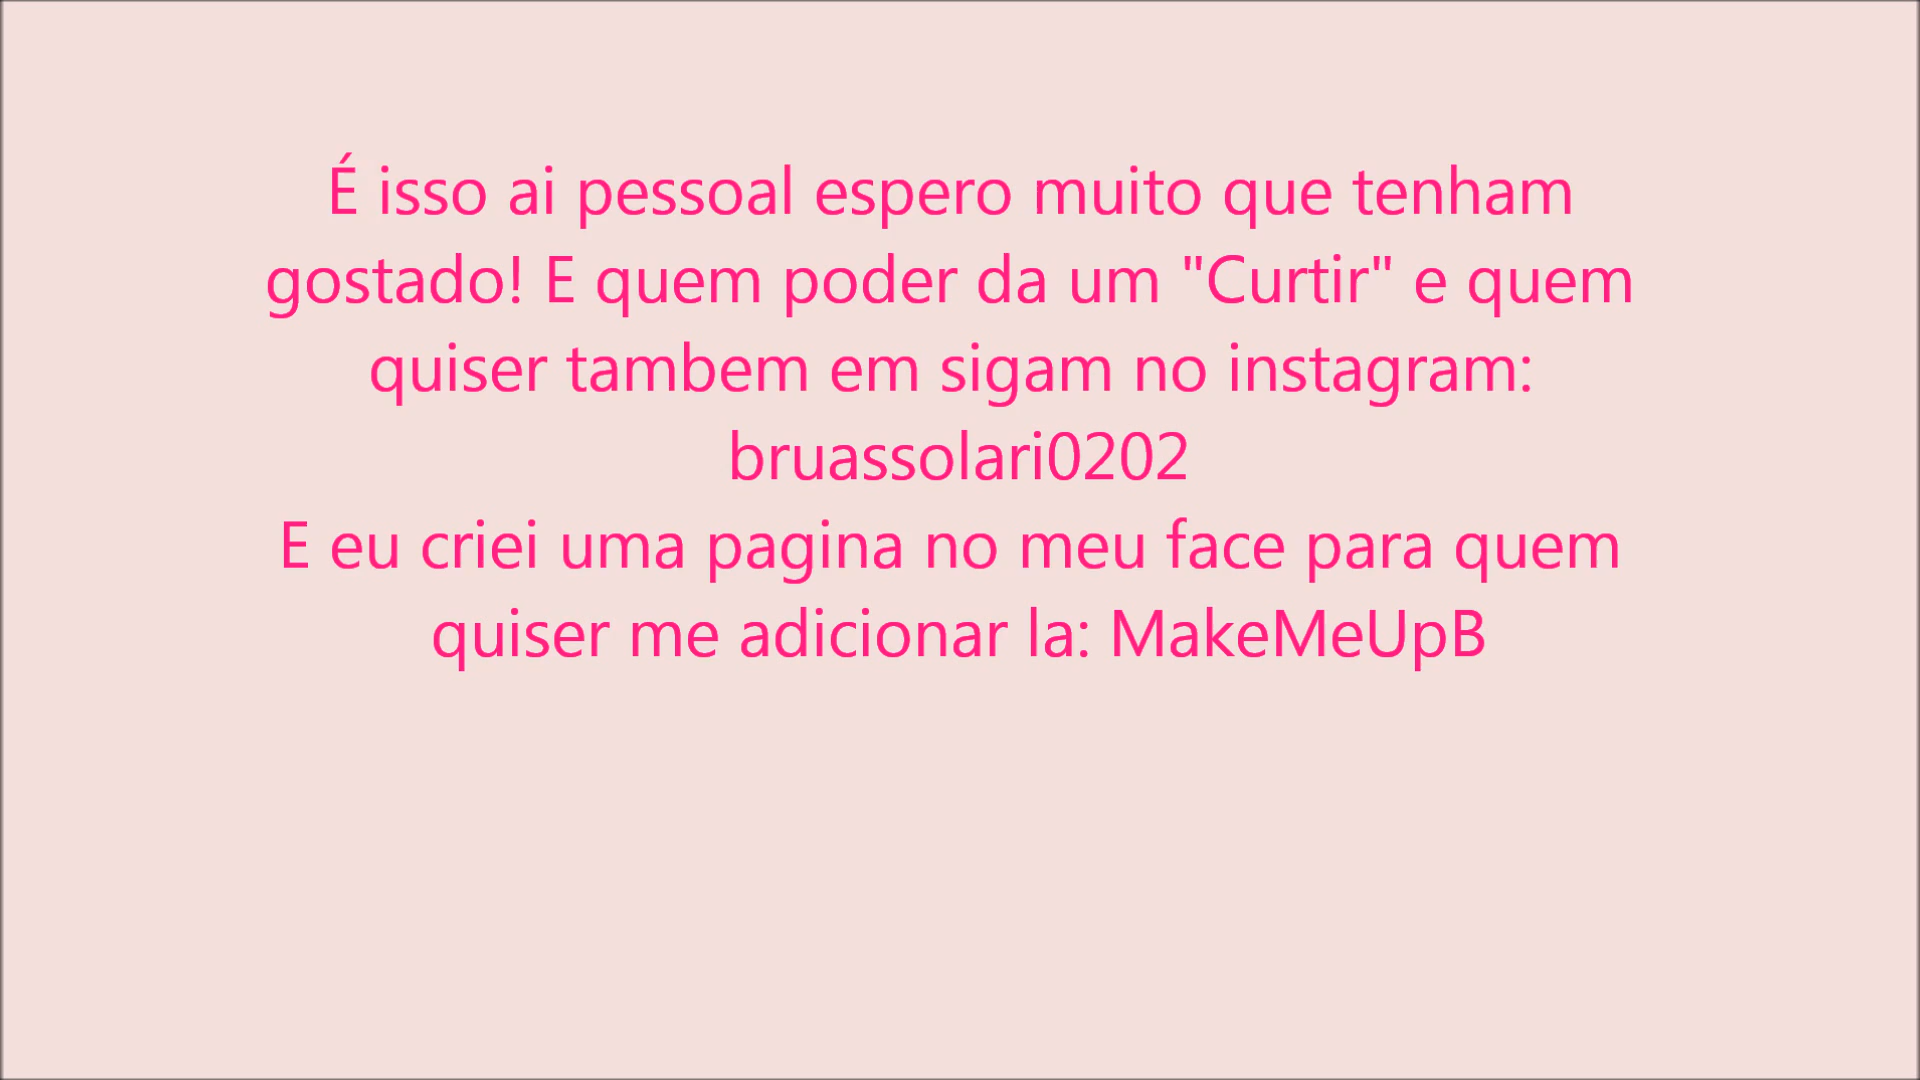 É isso ai pessoal espero muito que tenham
gostado! E quem poder da um "Curtir" e quem
quiser tambem em sigam no instagram:
bruassolari0202
E eu criei uma pagina no meu face para quem
quiser me adicionar la: MakeMeUpB